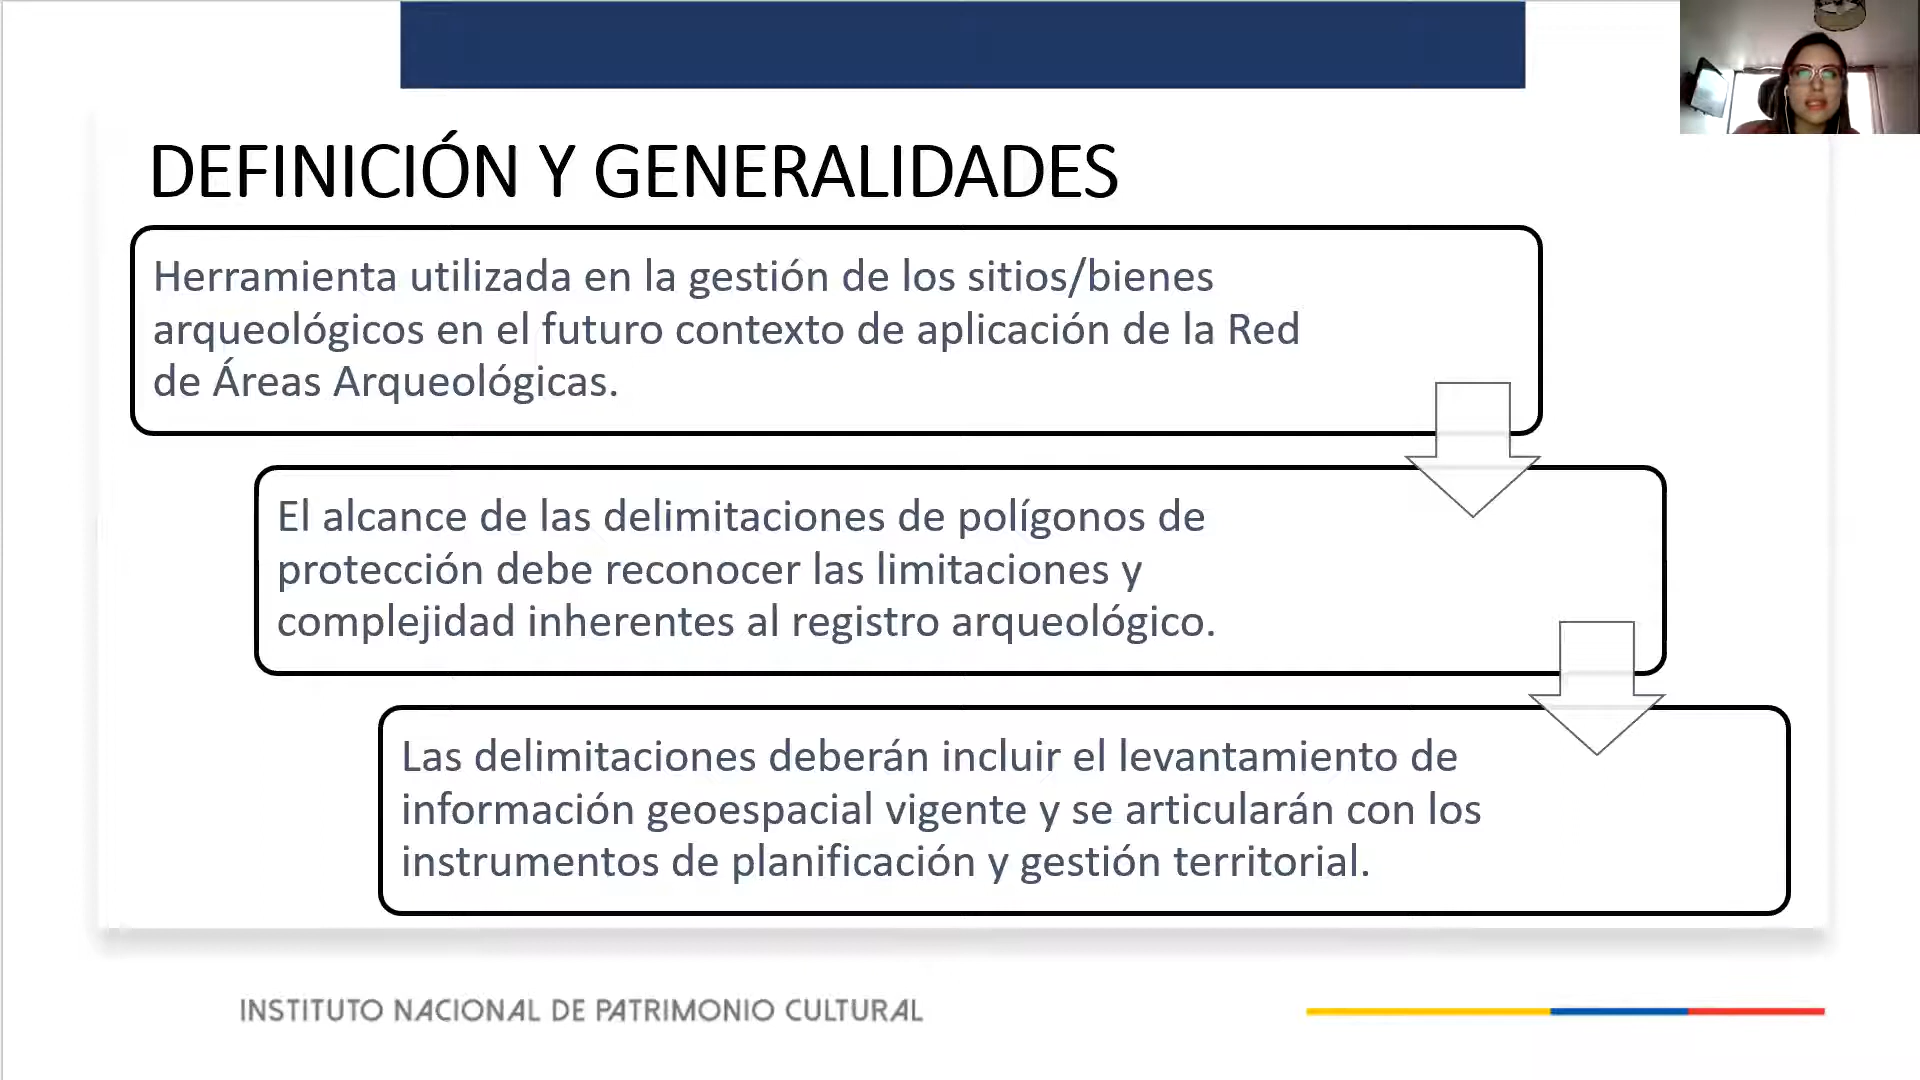 DEFINICIÓN Y GENERALIDADES
Herramienta utilizada en la gestión de los sitios/bienes
arqueológicos en el futuro contexto de aplicación de la Red
de Áreas Arqueológicas.
El alcance de las delimitaciones de polígonos de
protección debe reconocer las limitaciones y
complejidad inherentes al registro arqueológico.
Las delimitaciones deberán incluir el levantamiento de
información geoespacial vigente y se articularán con los
instrumentos de planificación y gestión territorial.
INSTITUTO NACIONAL DE PATRIMONIO CULTURAL